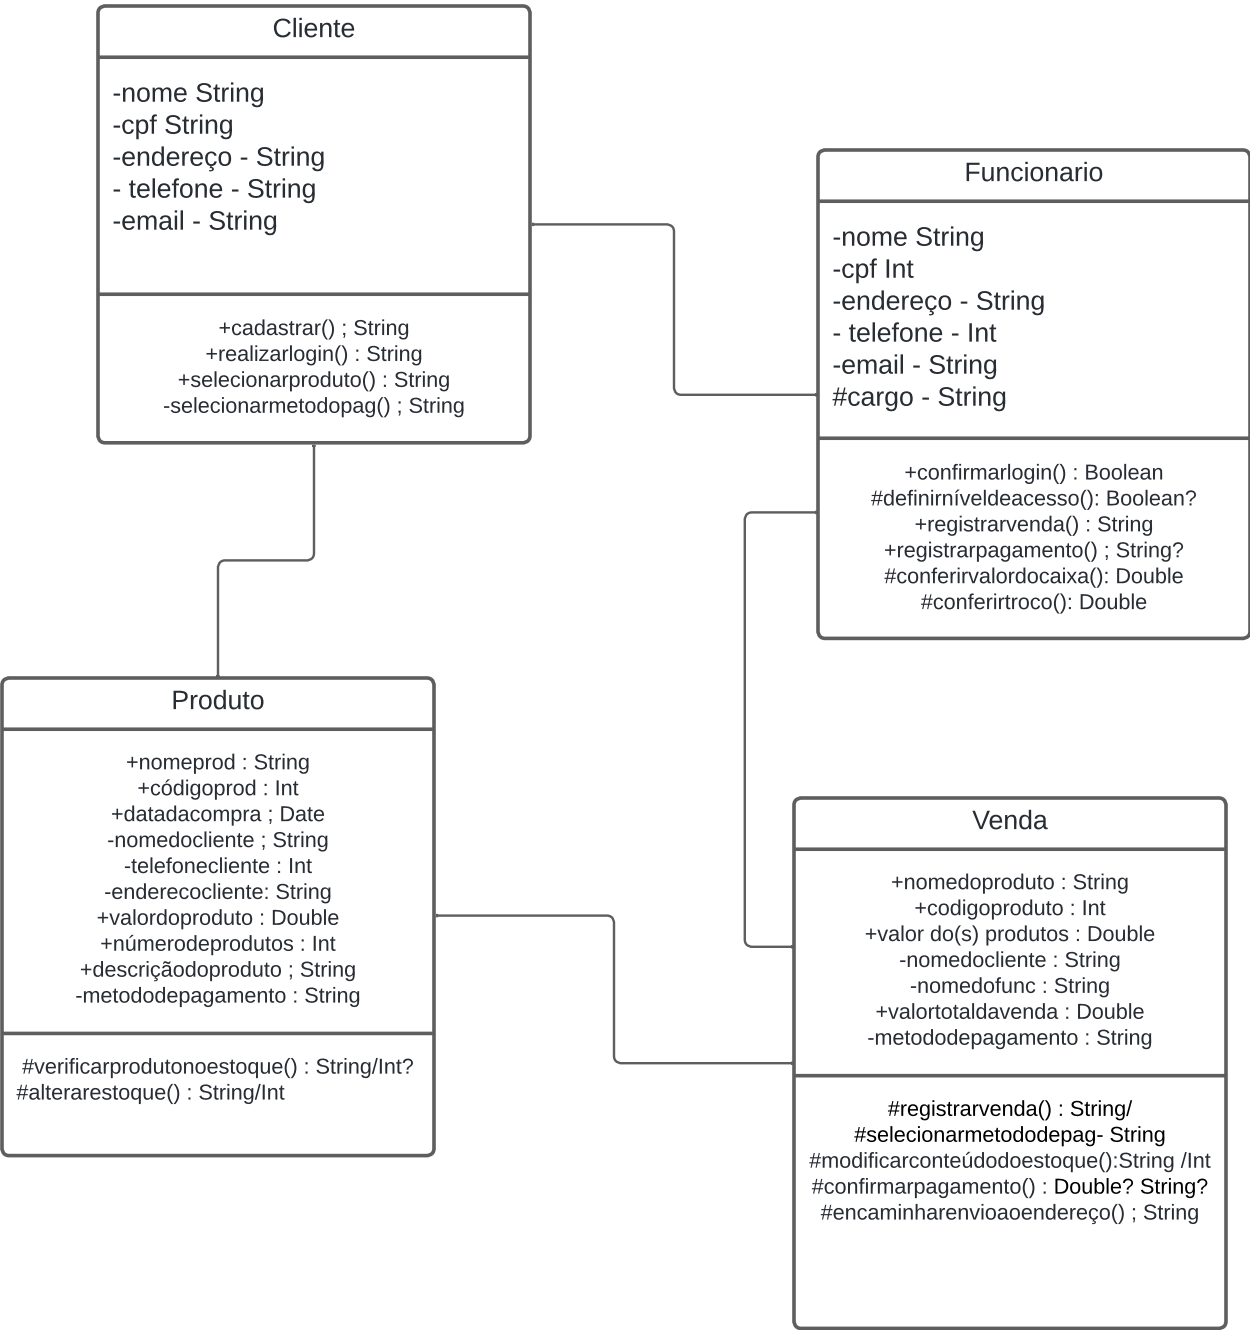 Cliente
-nome String
-cpf String
-endereço - String
- telefone - String
-email - String
+cadastrar() ; String
+realizarlogin() : String
+selecionarproduto() : String
-selecionarmetodopag() ; String
Funcionario
-nome String
-cpf Int
-endereço - String
- telefone - Int
-email - String
#cargo - String
+confirmarlogin() : Boolean
#definirníveldeacesso(): Boolean?
+registrarvenda() : String
+registrarpagamento() ; String?
#conferirvalordocaixa(): Double
#conferirtroco(): Double
Produto
+nomeprod : String
+códigoprod : Int
+datadacompra ; Date
-nomedocliente ; String
-telefonecliente : Int
-enderecocliente: String
+valordoproduto : Double
+númerodeprodutos : Int
+descriçãodoproduto ; String
-metododepagamento : String
#verificarprodutonoestoque() : String/Int?
#alterarestoque() : String/Int
Venda
+nomedoproduto : String
+codigoproduto : Int
+valor do(s) produtos : Double
-nomedocliente : String
-nomedofunc : String
+valortotaldavenda : Double
-metododepagamento : String
#registrarvenda() : String/
#selecionarmetododepag- String
#modificarconteúdodoestoque():String /Int
#confirmarpagamento() : Double? String?
#encaminharenvioaoendereço() ; String